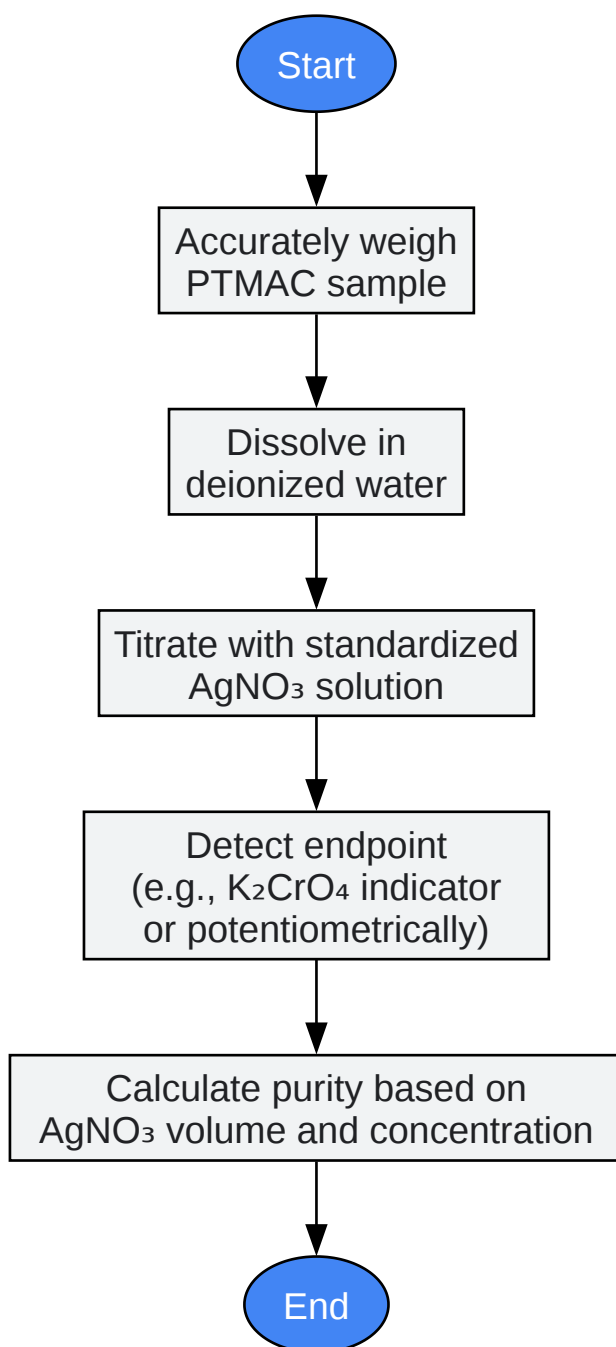 Start
Accurately weigh
PTMAC sample
Dissolve in
deionized water
Titrate with standardized
AgNO₃ solution
Detect endpoint
(e.g., K₂CrO₄ indicator
or potentiometrically)
Calculate purity based on
AgNO₃ volume and concentration
End